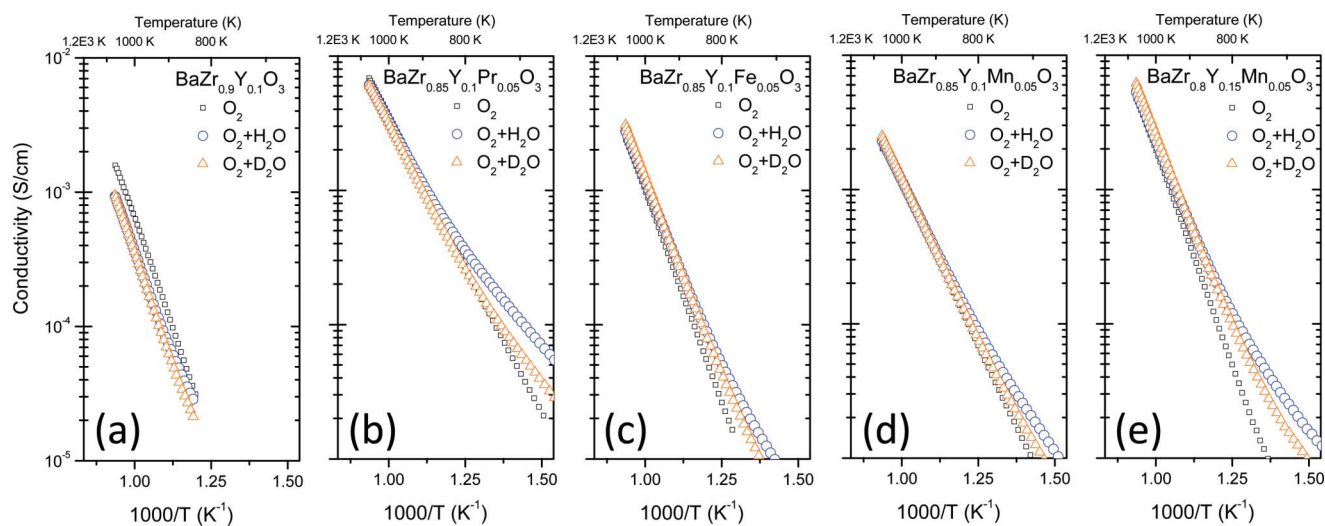 Temperature (K)
1.2E3 K 1000 K 800 K
10⁻²
10⁻³
10⁻⁴
10⁻⁵
Conductivity (S/cm)
BaZr₀.₉Y₀.₁O₃
O₂
O₂+H₂O
O₂+D₂O
(a)
1.00 1.25 1.50
1000/T (K⁻¹)
Temperature (K)
1.2E3 K 1000 K 800 K
BaZr₀.₈₅Y₀.₁Pr₀.₀₅O₃
O₂
O₂+H₂O
O₂+D₂O
(b)
1.00 1.25 1.50
1000/T (K⁻¹)
Temperature (K)
1.2E3 K 1000 K 800 K
BaZr₀.₈₅Y₀.₁Fe₀.₀₅O₃
O₂
O₂+H₂O
O₂+D₂O
(c)
1.00 1.25 1.50
1000/T (K⁻¹)
Temperature (K)
1.2E3 K 1000 K 800 K
BaZr₀.₈₅Y₀.₁Mn₀.₀₅O₃
O₂
O₂+H₂O
O₂+D₂O
(d)
1.00 1.25 1.50
1000/T (K⁻¹)
Temperature (K)
1.2E3 K 1000 K 800 K
BaZr₀.₈Y₀.₁₅Mn₀.₀₅O₃
O₂
O₂+H₂O
O₂+D₂O
(e)
1.00 1.25 1.50
1000/T (K⁻¹)